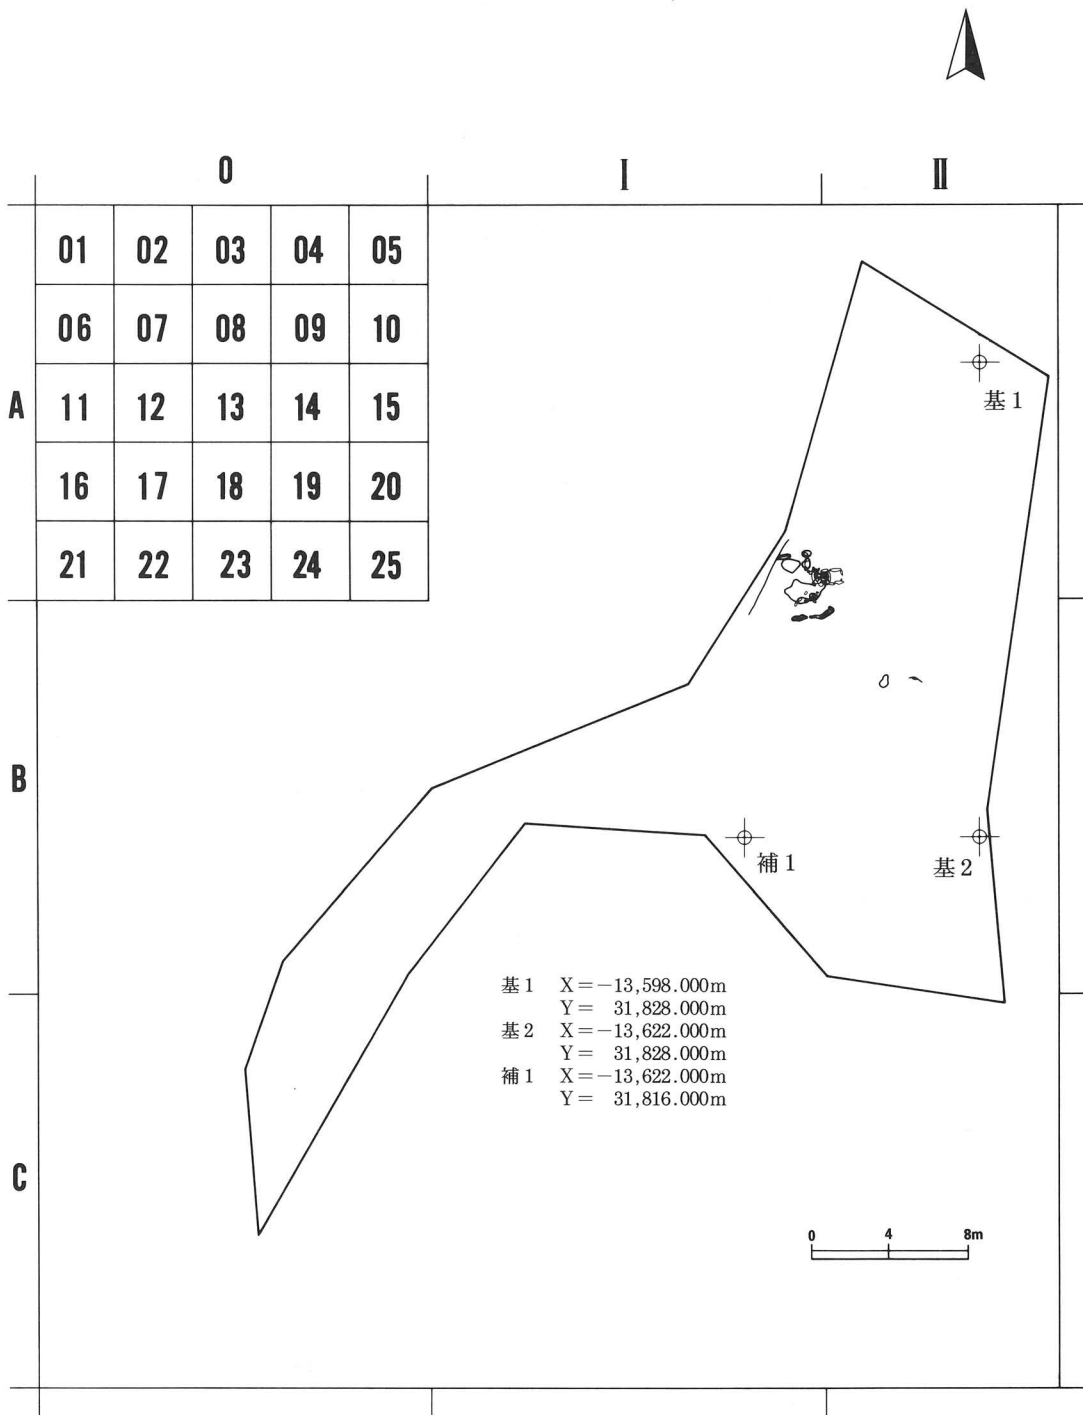 0 I II
01 02 03 04 05
06 07 08 09 10
A 11 12 13 14 15
16 17 18 19 20
21 22 23 24 25
基1
B
補1 基2
基1 X=-13,598.000m
Y= 31,828.000m
基2 X=-13,622.000m
Y= 31,828.000m
補1 X=-13,622.000m
Y= 31,816.000m
C
0 4 8m